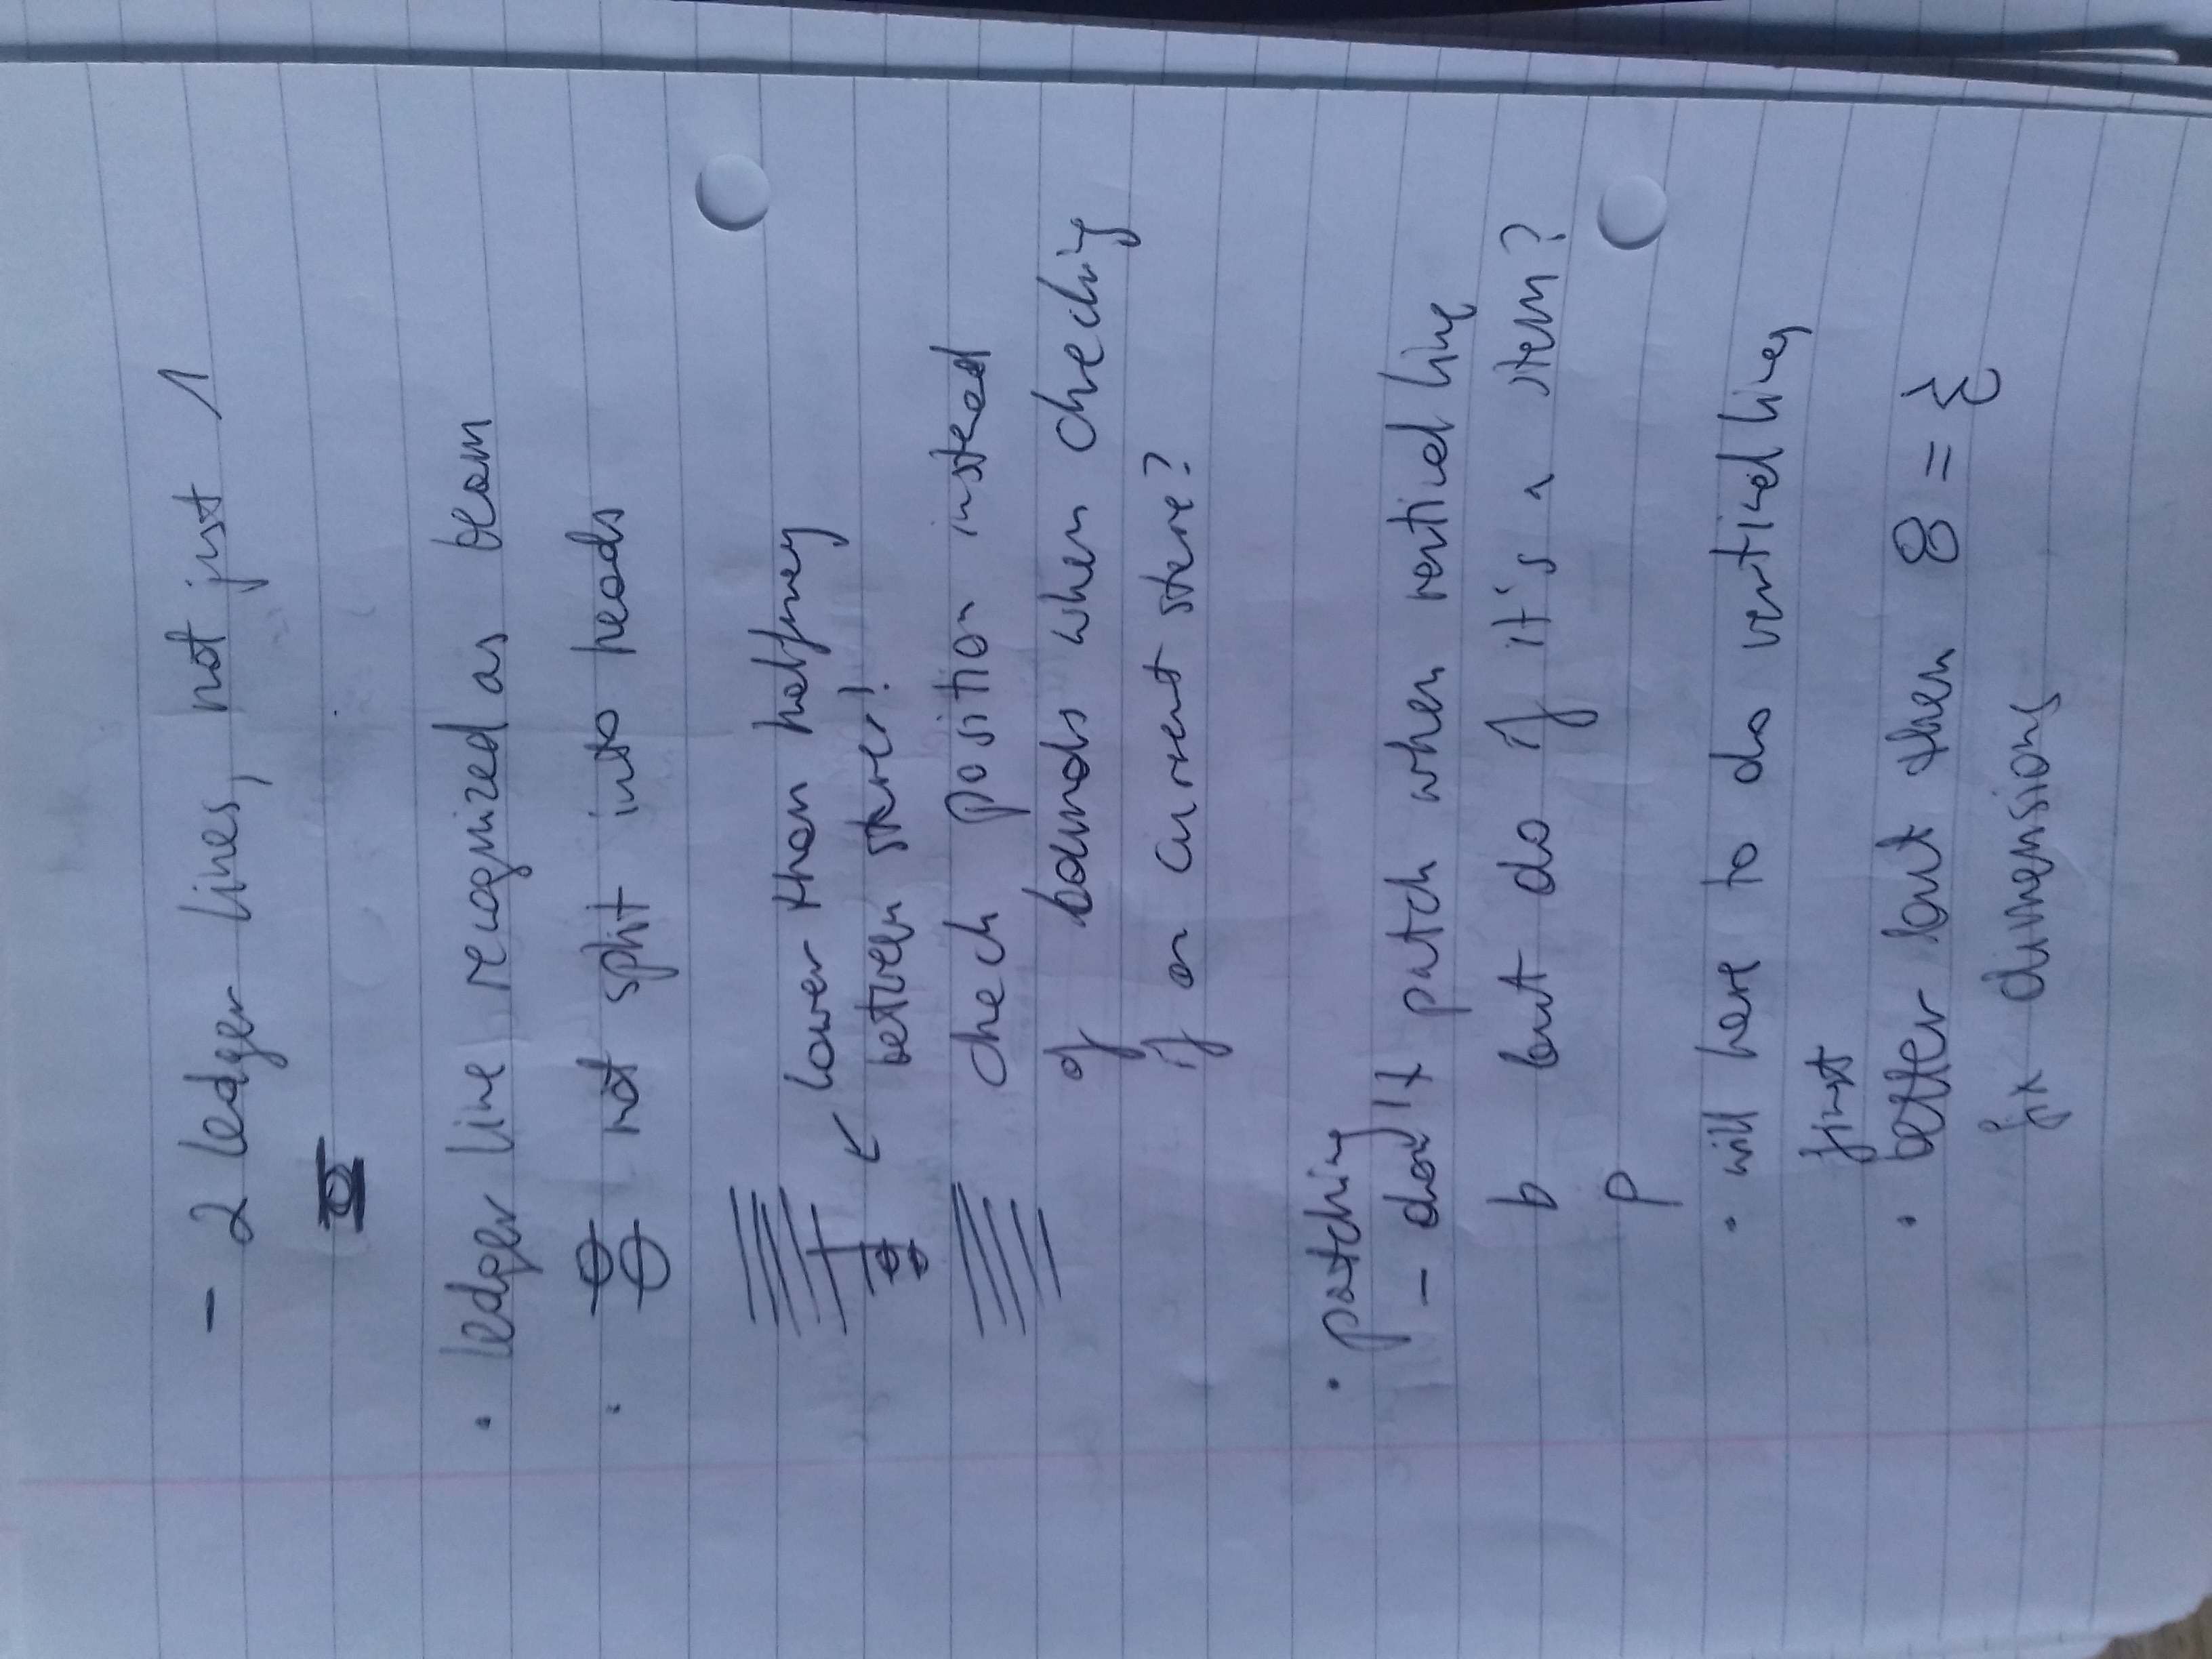 - 2 ledger lines, not just 1
• ledger line recognized as beam
• not split into heads
lower than halfway
between staves!
check position instead
of bounds when checking
if on current stave?
• patching
- don't patch when vertical line
b but do if it's a stem?
p
• will have to do vertical lines
first
• better but then 8 =
fix dimensions